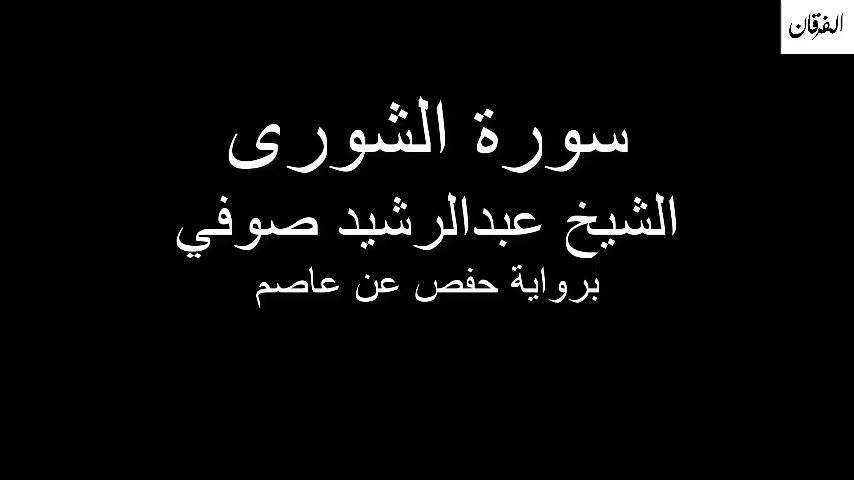 الفرقان
سورة الشورى
الشيخ عبدالرشيد صوفي
برواية حفص عن عاصم